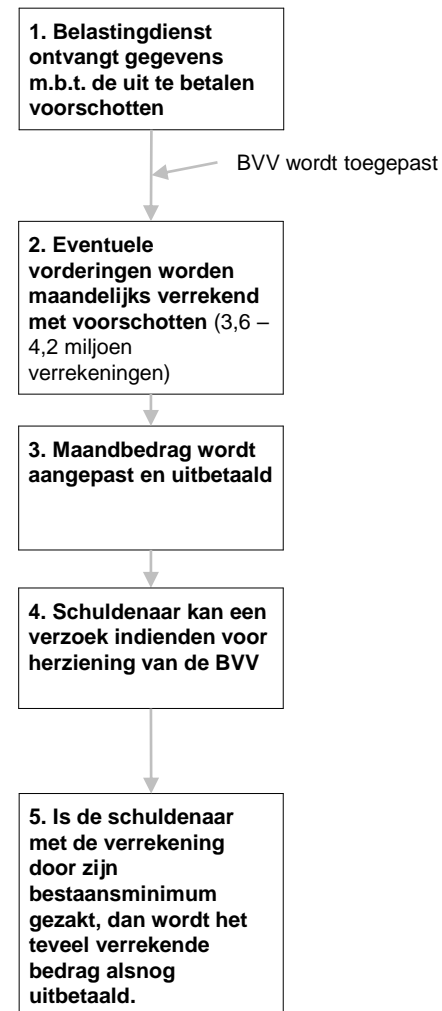 1. Belastingdienst
ontvangt gegevens
m.b.t. de uit te betalen
voorschotten
BVV wordt toegepast
2. Eventuele
vorderingen worden
maandelijks verrekend
met voorschotten (3,6 –
4,2 miljoen
verrekeningen)
3. Maandbedrag wordt
aangepast en uitbetaald
4. Schuldenaar kan een
verzoek indienden voor
herziening van de BVV
5. Is de schuldenaar
met de verrekening
door zijn
bestaansminimum
gezakt, dan wordt het
teveel verrekende
bedrag alsnog
uitbetaald.